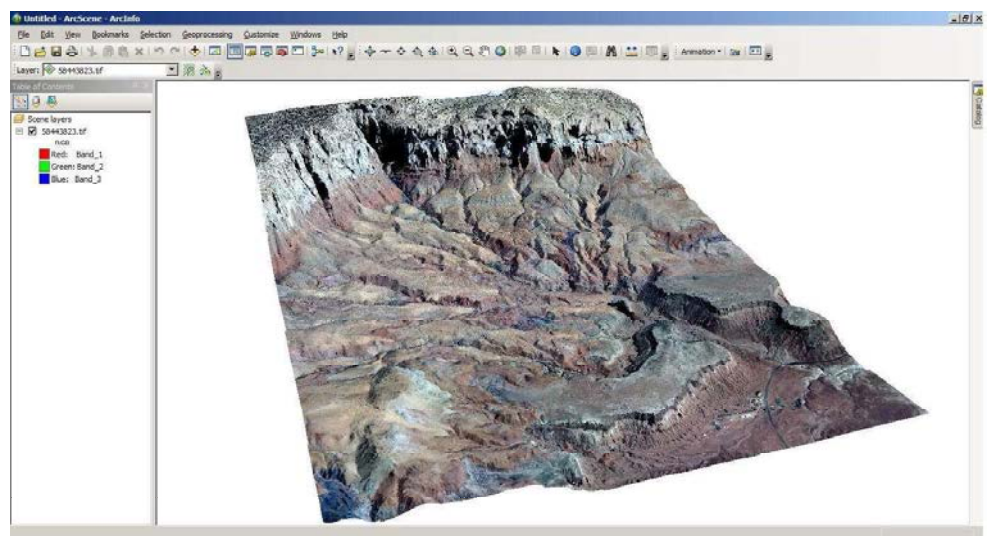 Untitled - ArcScene - ArcInfo
File Edit View Bookmarks Selection Geoprocessing Customize Windows Help
Animation
Layer: 58443823.tif
Table of Contents
Scene layers
58443823.tif
RGB
Red: Band_1
Green: Band_2
Blue: Band_3
Catalog